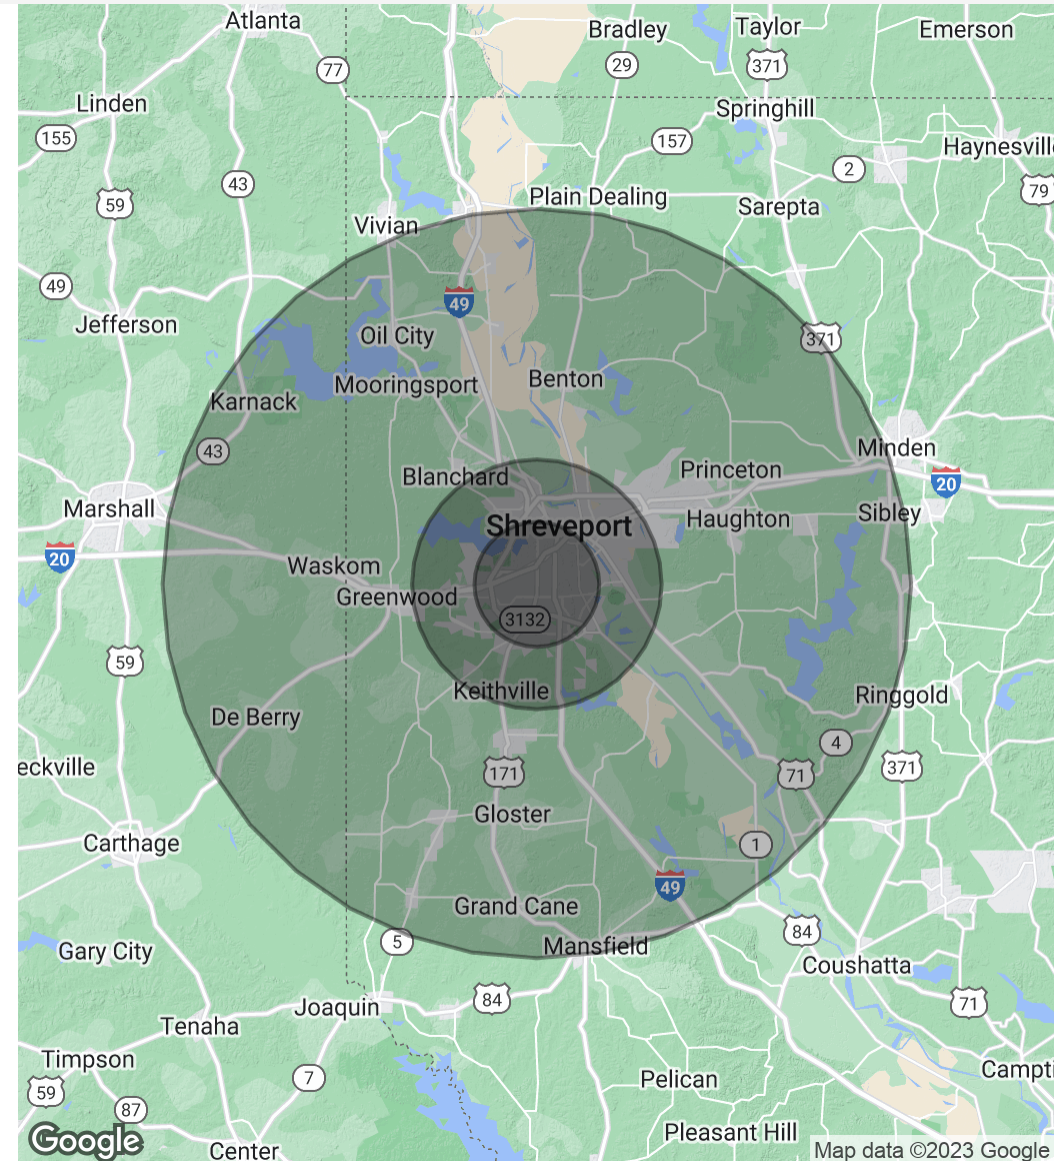 Atlanta
Bradley
Taylor
Emerson
77
29
371
Linden
Springhill
155
157
Haynesville
2
59
43
79
Plain Dealing
Sarepta
Vivian
49
49
Jefferson
Oil City
371
Mooringsport
Benton
Karnack
43
Minden
Blanchard
Princeton
20
Marshall
Sibley
Haughton
Shreveport
20
Waskom
Greenwood
3132
59
Keithville
Ringgold
De Berry
4
eckville
171
71
371
Gloster
Carthage
1
49
Grand Cane
84
5
Mansfield
Gary City
Coushatta
84
71
Joaquin
Tenaha
Timpson
Campti
7
Pelican
59
87
Pleasant Hill
Google
Center
Map data ©2023 Google